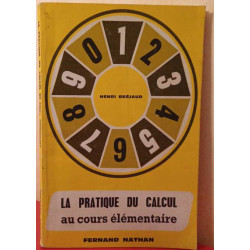 0 1 2 3 4 5 6 7 8 9
HENRI BRÉJAUD
LA PRATIQUE DU CALCUL
au cours élémentaire
FERNAND NATHAN